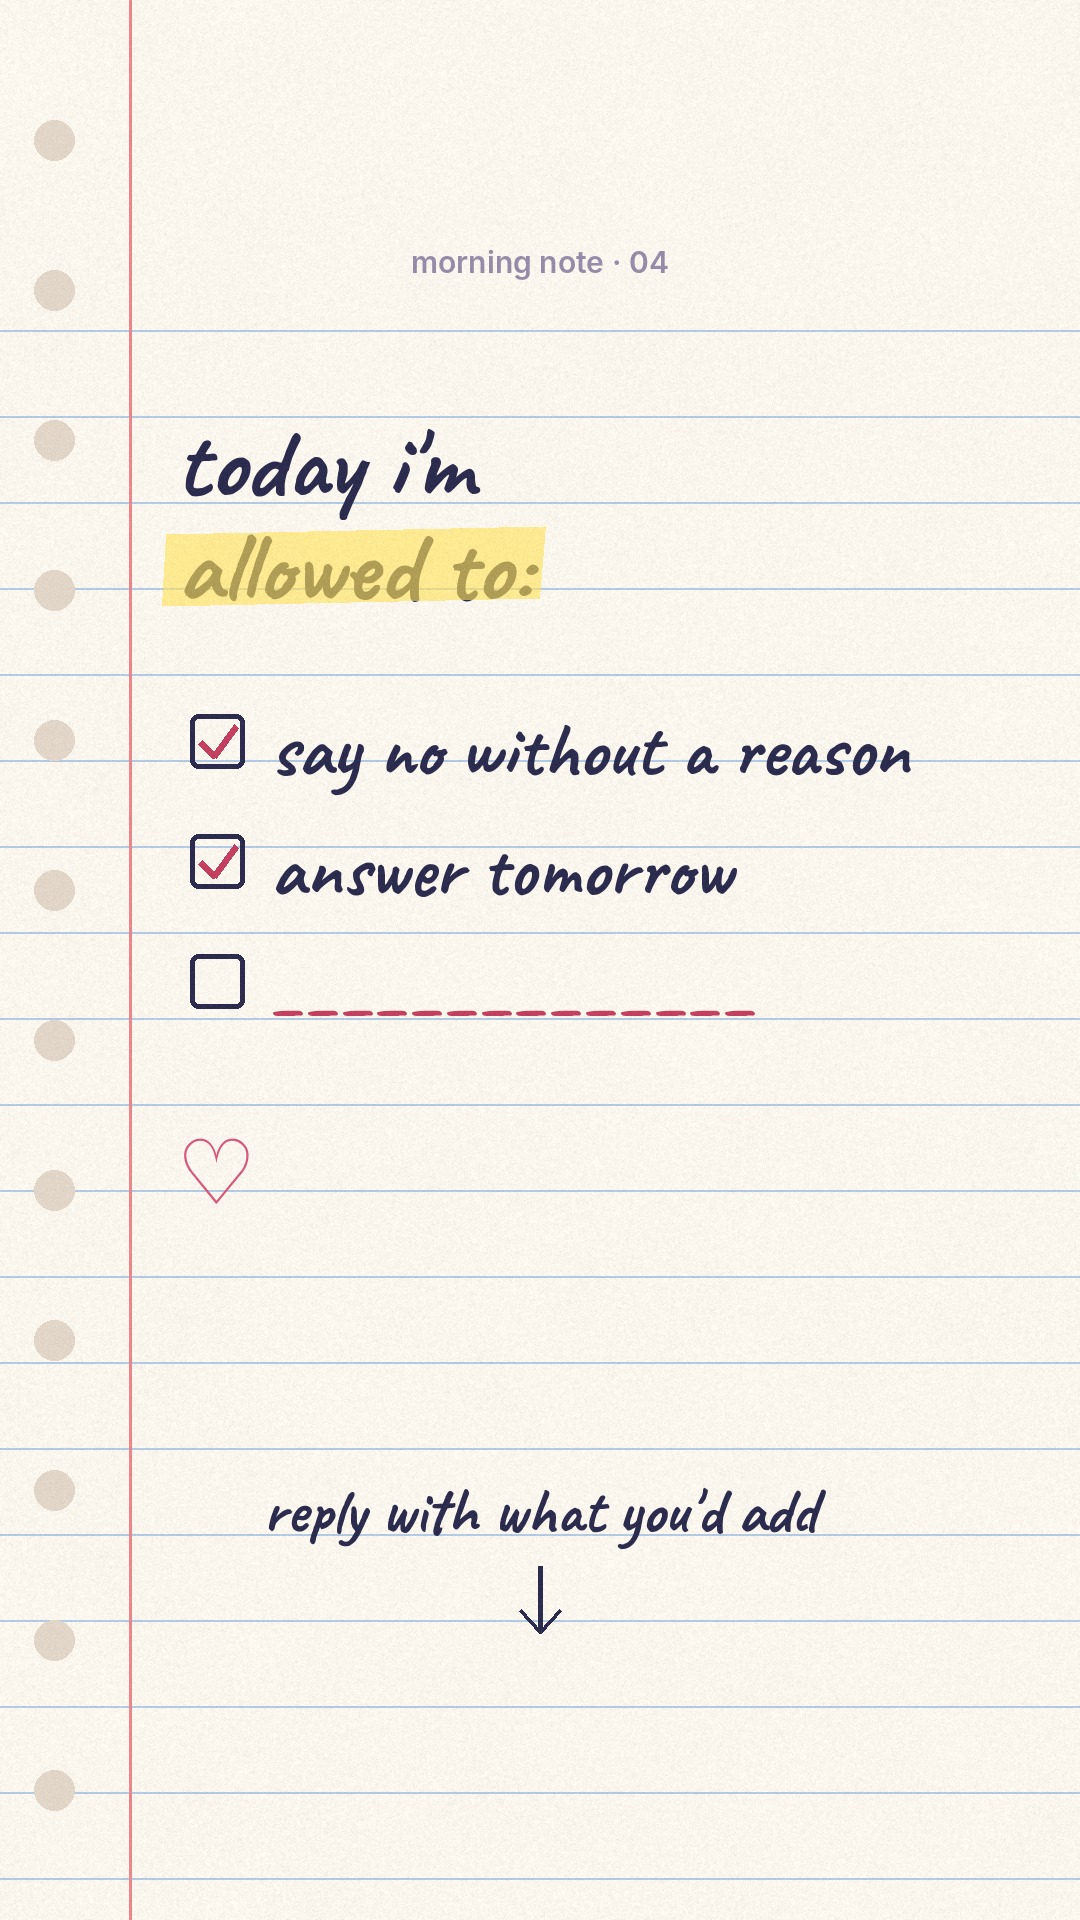 morning note · 04
today i'm
allowed to:
say no without a reason
answer tomorrow
reply with what you'd add